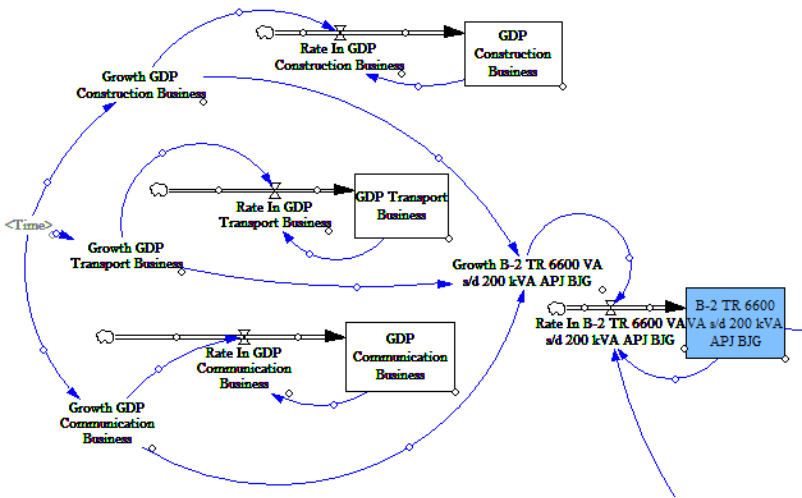 GDP
Construction
Business
Rate In GDP
Construction Business
Growth GDP
Construction Business
GDP Transport
Business
Rate In GDP
Transport Business
<Time>
Growth GDP
Transport Business
Growth B-2 TR 6600 VA
s/d 200 kVA APJ BJG
B-2 TR 6600
VA s/d 200 kVA
APJ BJG
Rate In B-2 TR 6600 VA
s/d 200 kVA APJ BJG
GDP
Communication
Business
Rate In GDP
Communication
Business
Growth GDP
Communication
Business